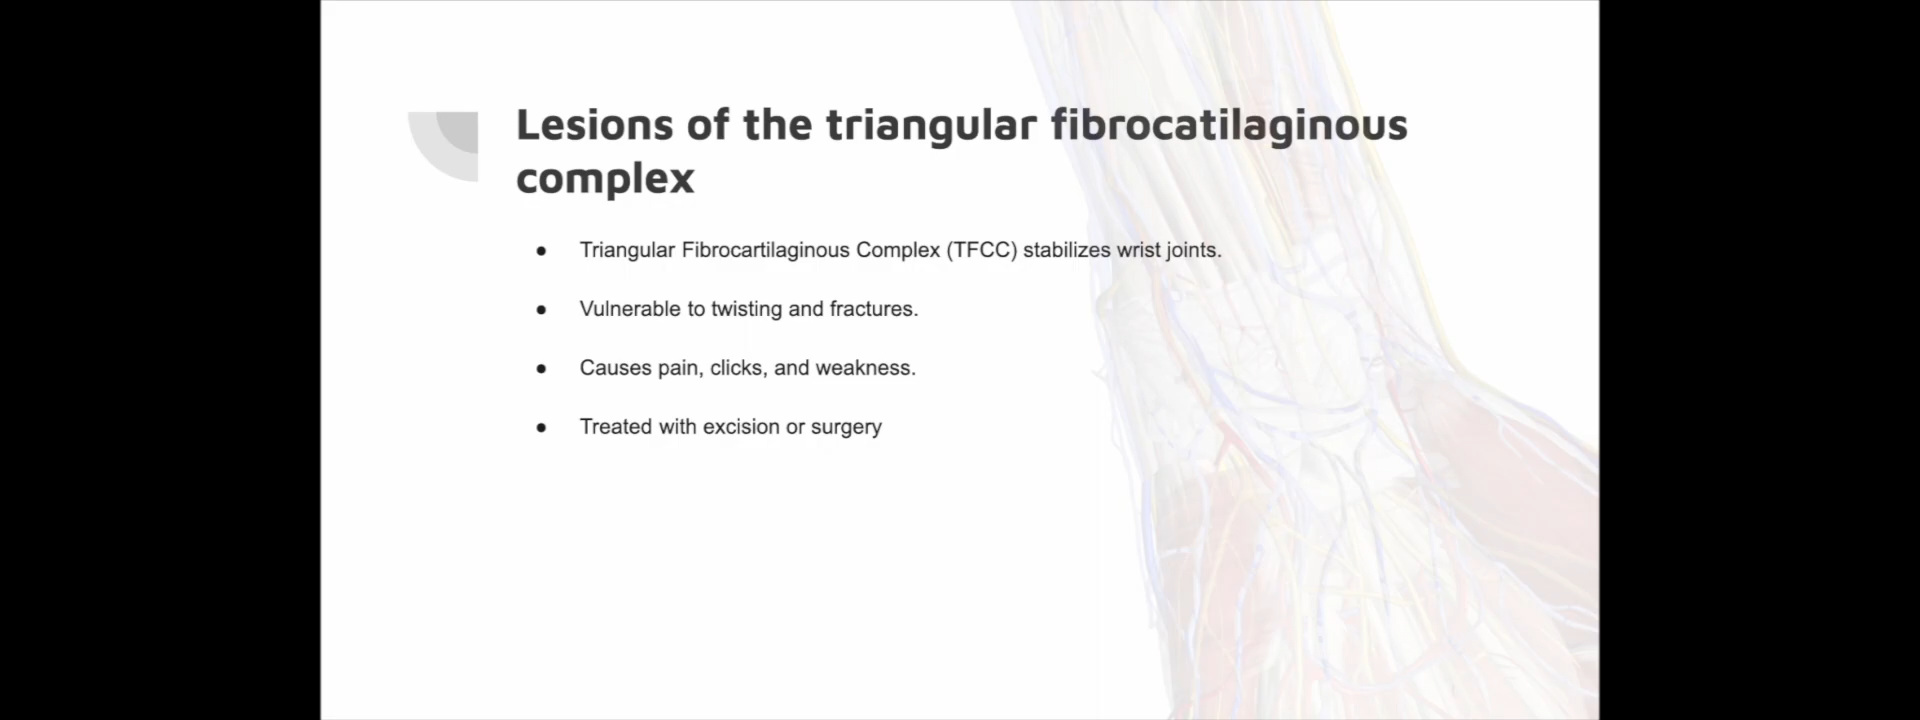 Lesions of the triangular fibrocatilaginous
complex
● Triangular Fibrocartilaginous Complex (TFCC) stabilizes wrist joints.
● Vulnerable to twisting and fractures.
● Causes pain, clicks, and weakness.
● Treated with excision or surgery